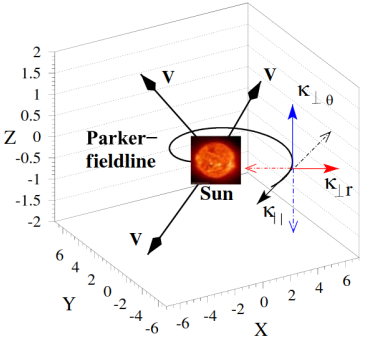 2
1.5
1
0.5
0
-0.5
-1
-1.5
-2
Z
V
V
V
κ⊥θ
Parker−
fieldline
Sun
κ⊥r
κ||
6
4
2
0
-2
-4
-6
Y
-6
-4
-2
0
2
4
6
X